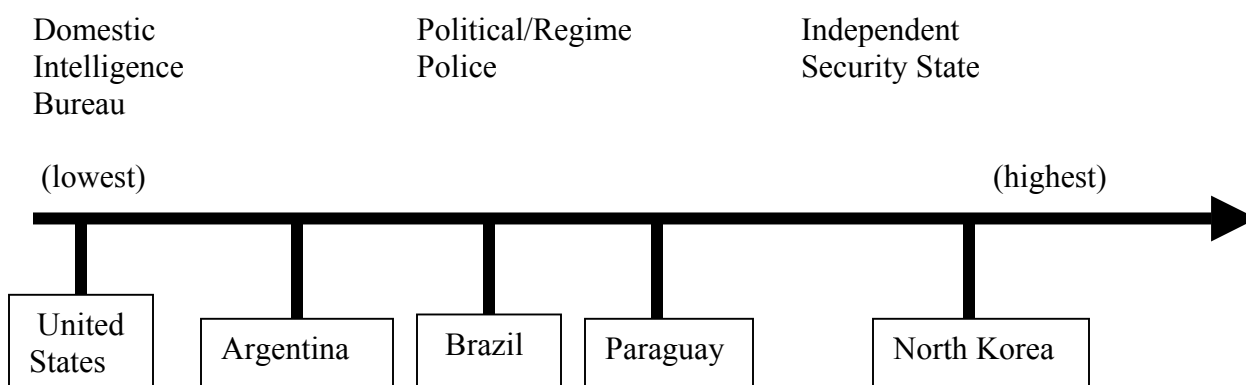 Domestic
Intelligence
Bureau
Political/Regime
Police
Independent
Security State
(lowest)
(highest)
United
States
Argentina
Brazil
Paraguay
North Korea